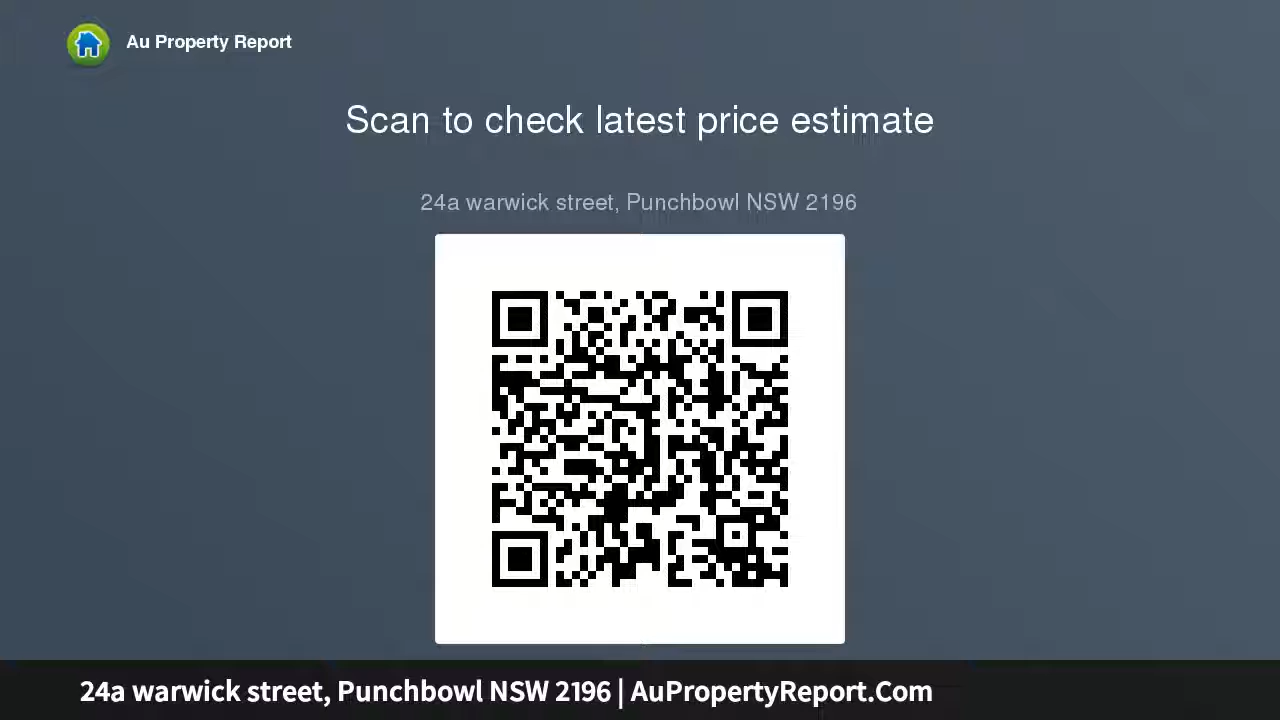 Au Property Report
Scan to check latest price estimate
24a warwick street, Punchbowl NSW 2196
24a warwick street, Punchbowl NSW 2196 | AuPropertyReport.Com